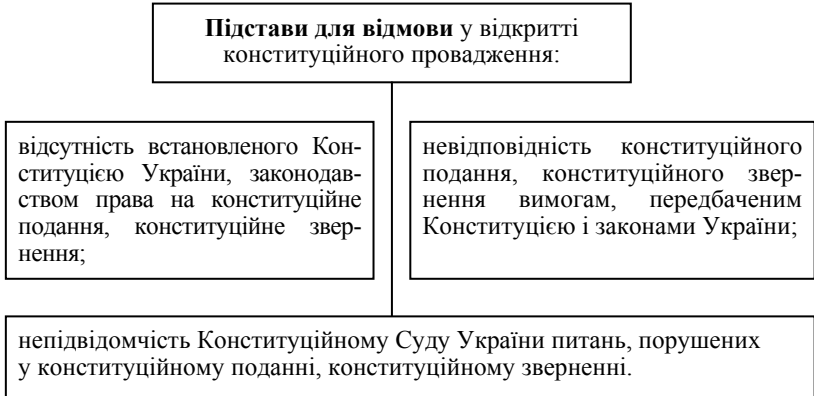 Підстави для відмови у відкритті
конституційного провадження:
відсутність встановленого Кон-
ституцією України, законодав-
ством права на конституційне
подання, конституційне звер-
нення;
невідповідність конституційного
подання, конституційного звер-
нення вимогам, передбаченим
Конституцією і законами України;
непідвідомчість Конституційному Суду України питань, порушених
у конституційному поданні, конституційному зверненні.